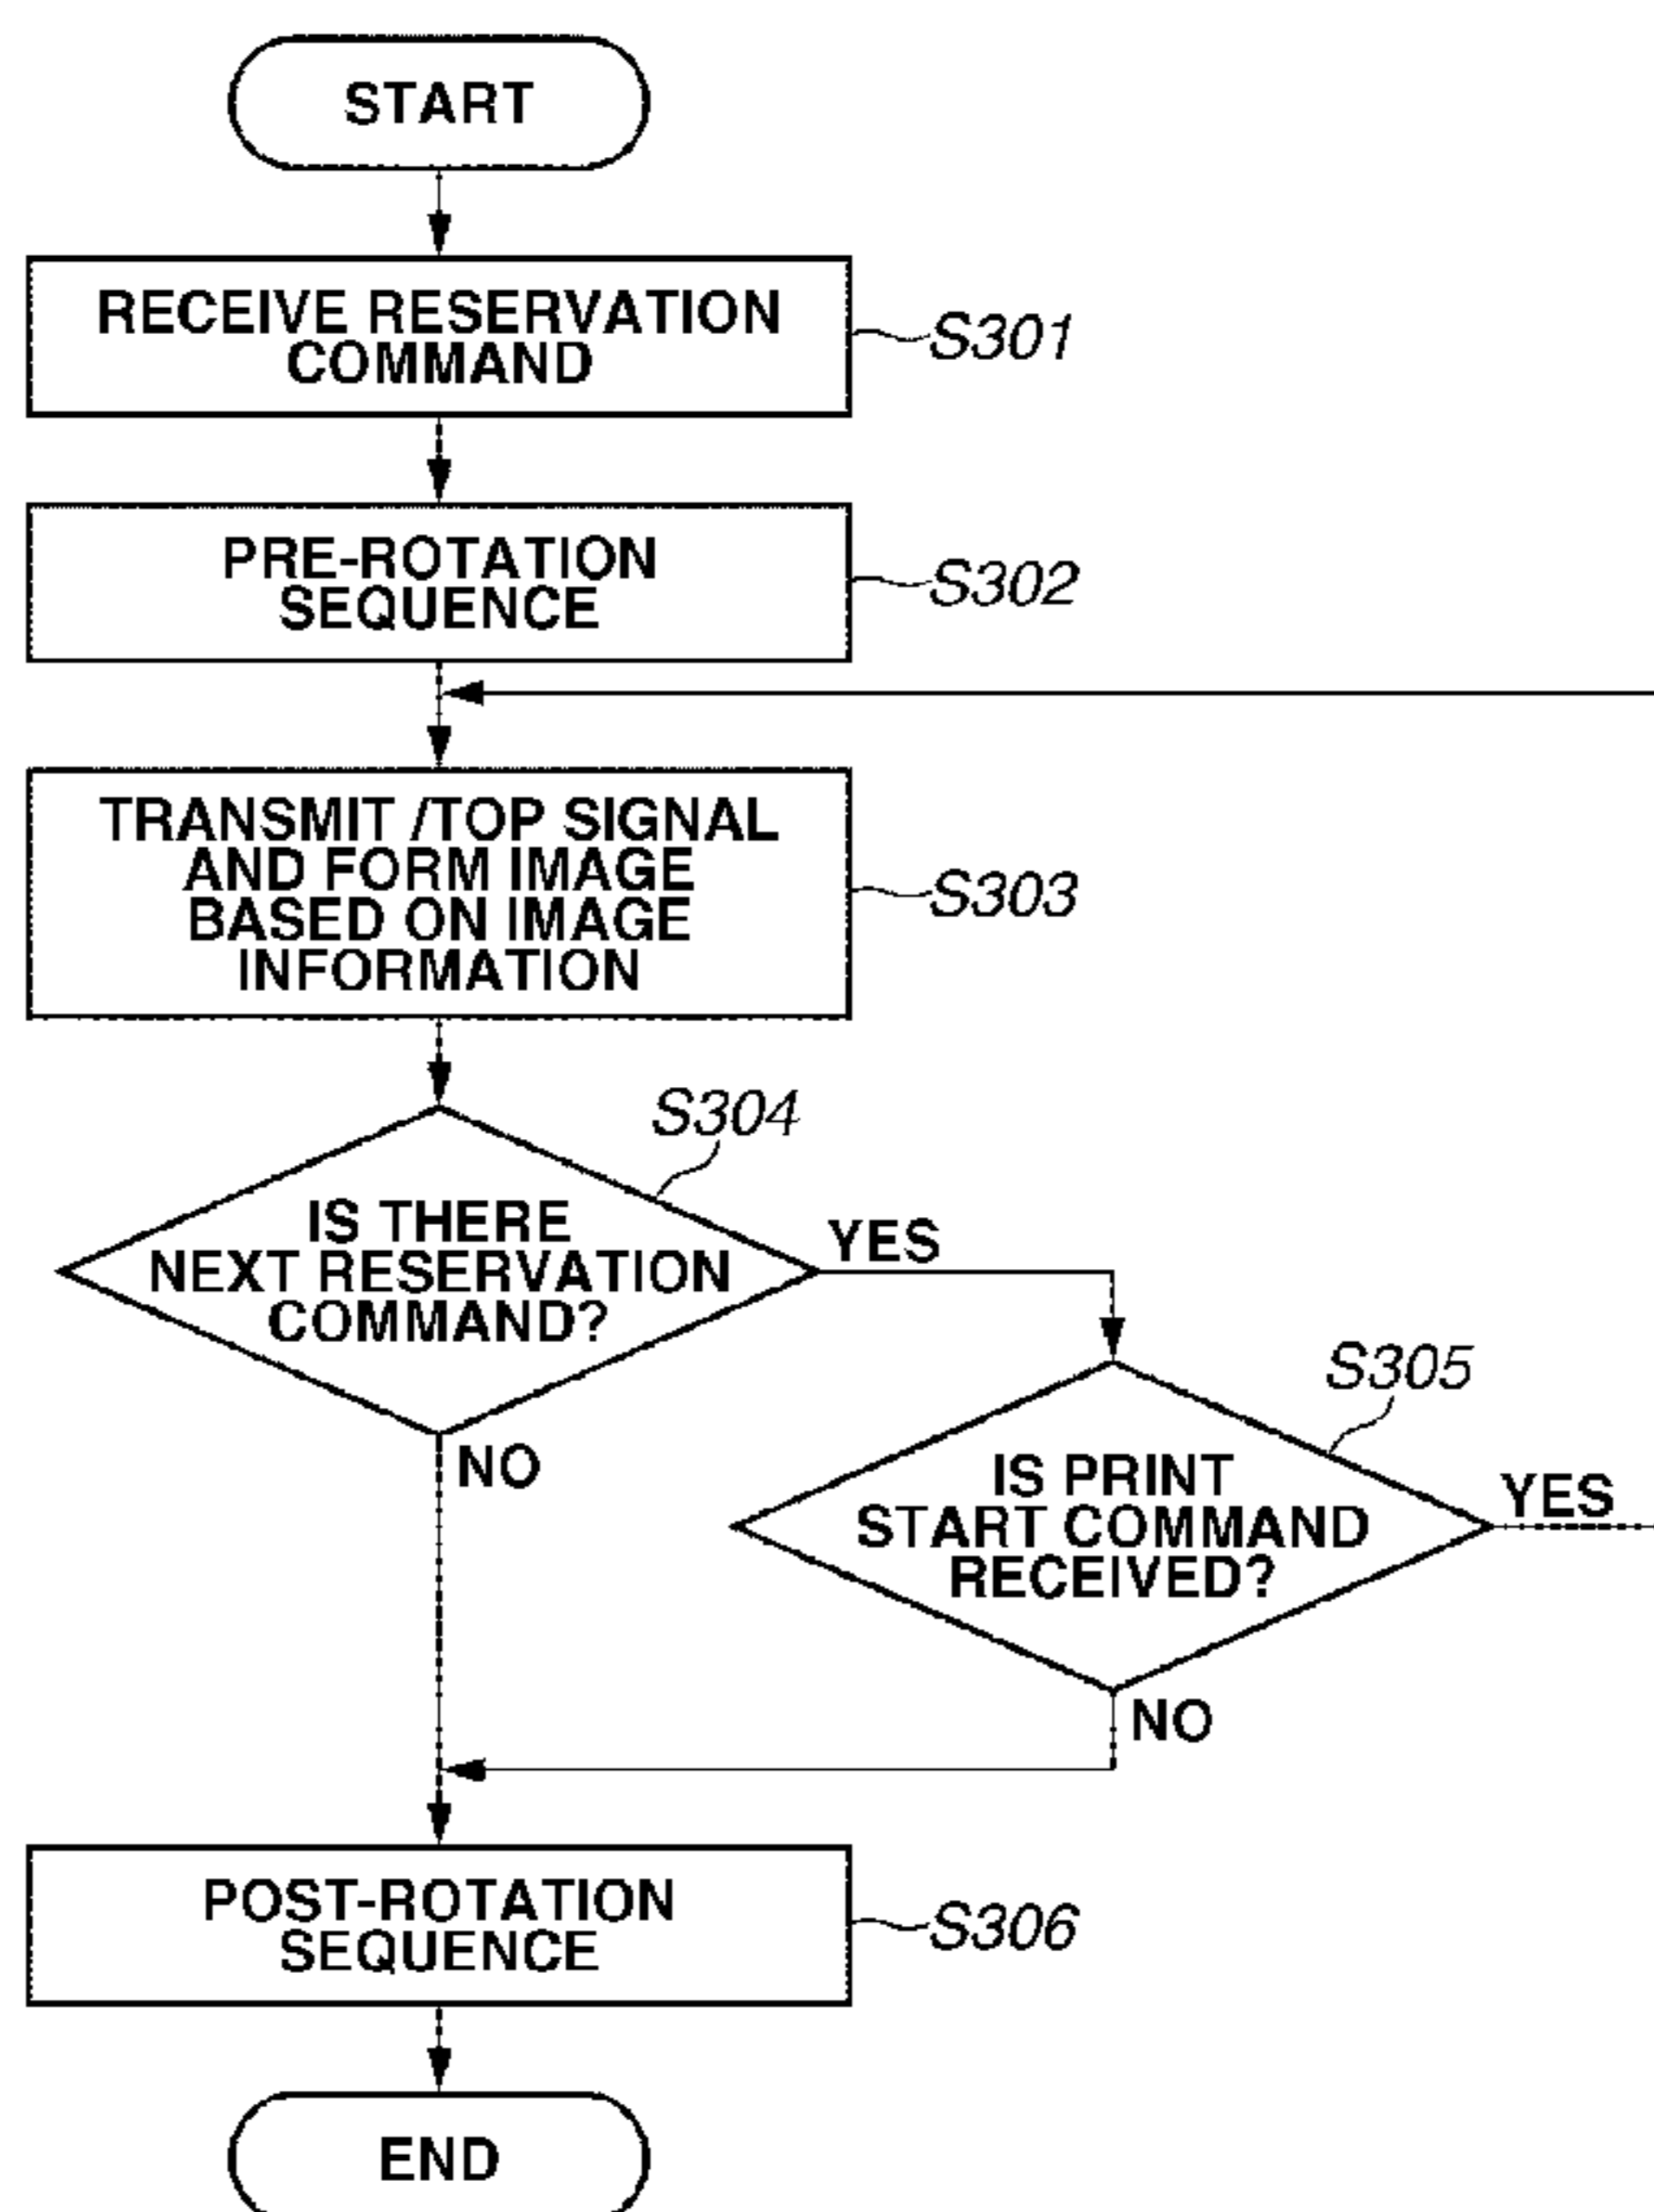 START
RECEIVE RESERVATION
COMMAND
S301
PRE-ROTATION
SEQUENCE
S302
TRANSMIT /TOP SIGNAL
AND FORM IMAGE
BASED ON IMAGE
INFORMATION
S303
S304
IS THERE
NEXT RESERVATION
COMMAND?
YES
NO
S305
IS PRINT
START COMMAND
RECEIVED?
YES
NO
POST-ROTATION
SEQUENCE
S306
END